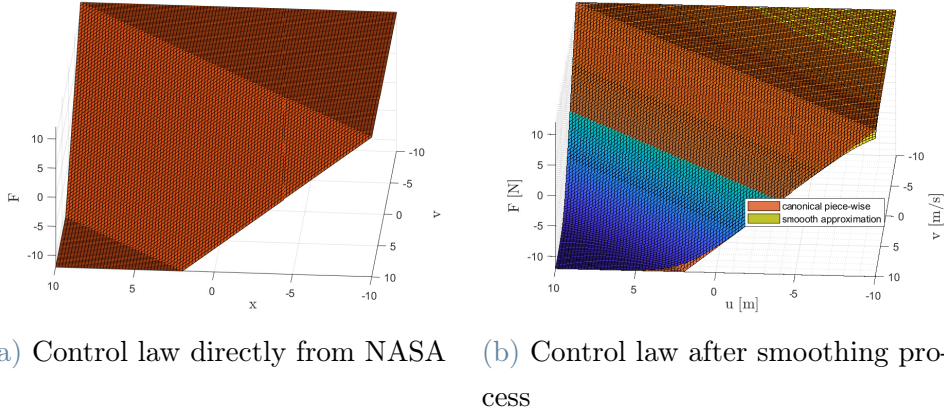 10
5
0
-5
-10
F
10
5
0
-5
-10
x
-10
-5
0
5
10
v
10
5
0
-5
-10
F [N]
10
5
0
-5
-10
u [m]
-10
-5
0
5
10
v [m/s]
canonical piece-wise
smoooth approximation
a) Control law directly from NASA
(b) Control law after smoothing pro-
cess